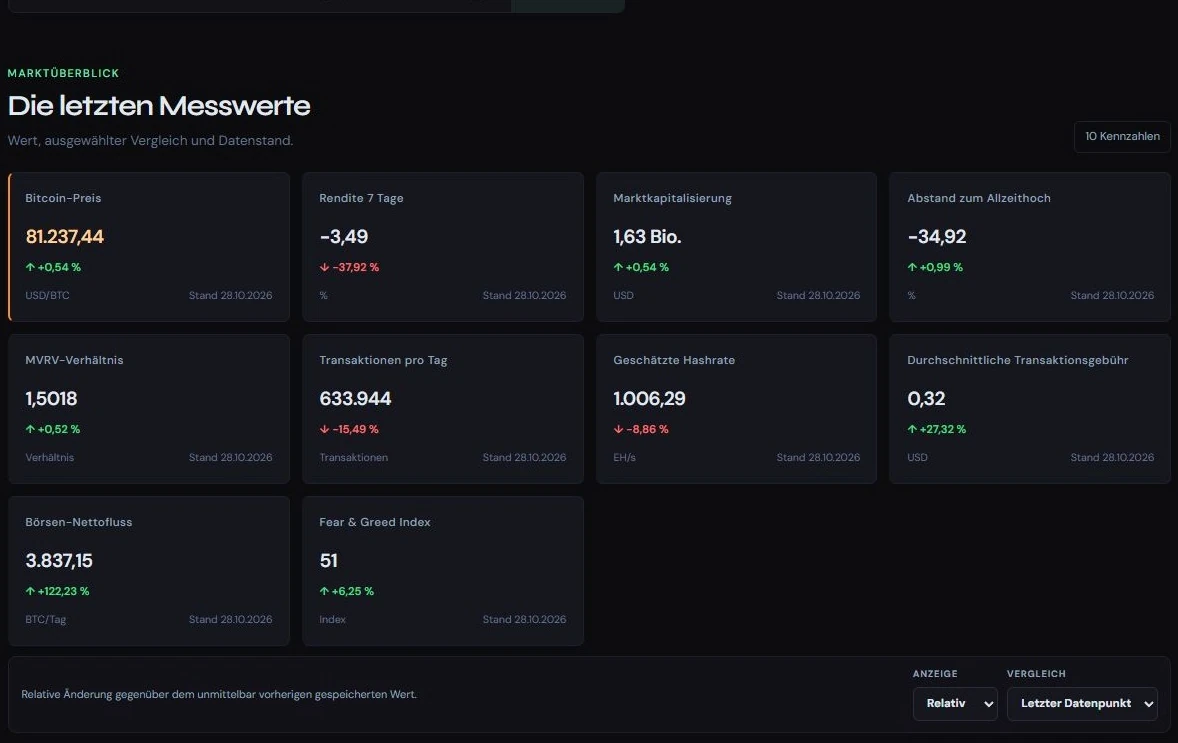 MARKTÜBERBLICK
Die letzten Messwerte
Wert, ausgewählter Vergleich und Datenstand.
10 Kennzahlen
Bitcoin-Preis
81.237,44
↑ +0,54 %
USD/BTC Stand 28.10.2026
Rendite 7 Tage
-3,49
↓ -37,92 %
% Stand 28.10.2026
Marktkapitalisierung
1,63 Bio.
↑ +0,54 %
USD Stand 28.10.2026
Abstand zum Allzeithoch
-34,92
↑ +0,99 %
% Stand 28.10.2026
MVRV-Verhältnis
1,5018
↑ +0,52 %
Verhältnis Stand 28.10.2026
Transaktionen pro Tag
633.944
↓ -15,49 %
Transaktionen Stand 28.10.2026
Geschätzte Hashrate
1.006,29
↓ -8,86 %
EH/s Stand 28.10.2026
Durchschnittliche Transaktionsgebühr
0,32
↑ +27,32 %
USD Stand 28.10.2026
Börsen-Nettofluss
3.837,15
↑ +122,23 %
BTC/Tag Stand 28.10.2026
Fear & Greed Index
51
↑ +6,25 %
Index Stand 28.10.2026
Relative Änderung gegenüber dem unmittelbar vorherigen gespeicherten Wert.
ANZEIGE
Relativ
VERGLEICH
Letzter Datenpunkt